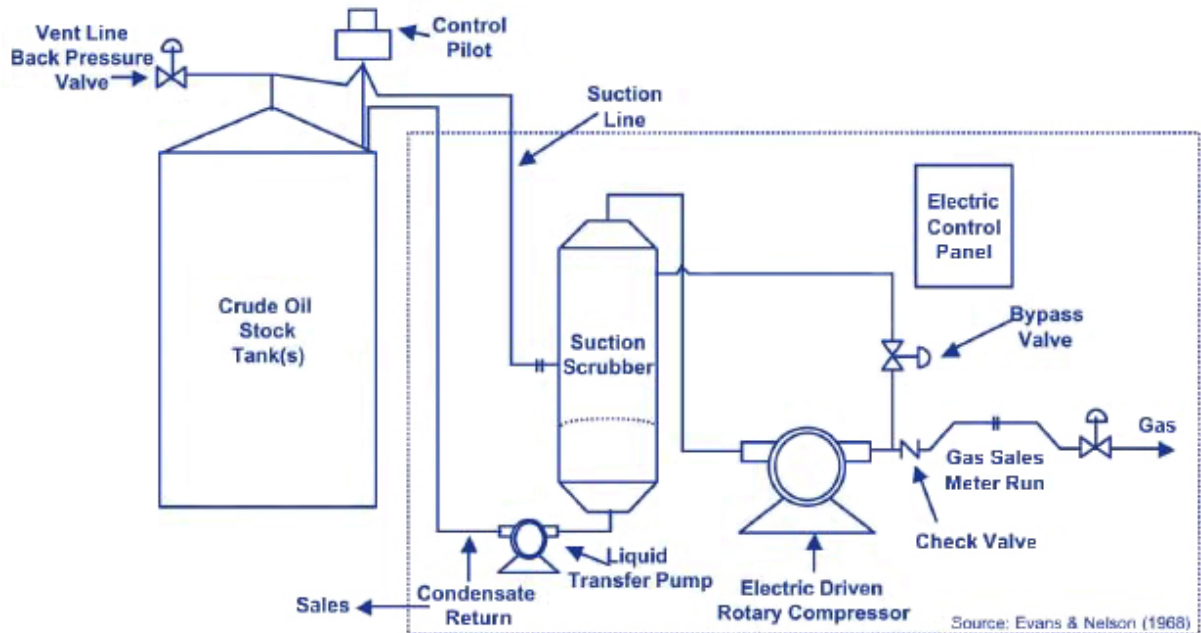 Vent Line
Back Pressure
Valve
Control
Pilot
Suction
Line
Electric
Control
Panel
Crude Oil
Stock
Tank(s)
Suction
Scrubber
Bypass
Valve
Gas
Gas Sales
Meter Run
Check Valve
Liquid
Transfer Pump
Electric Driven
Rotary Compressor
Condensate
Return
Sales
Source: Evans & Nelson (1968)